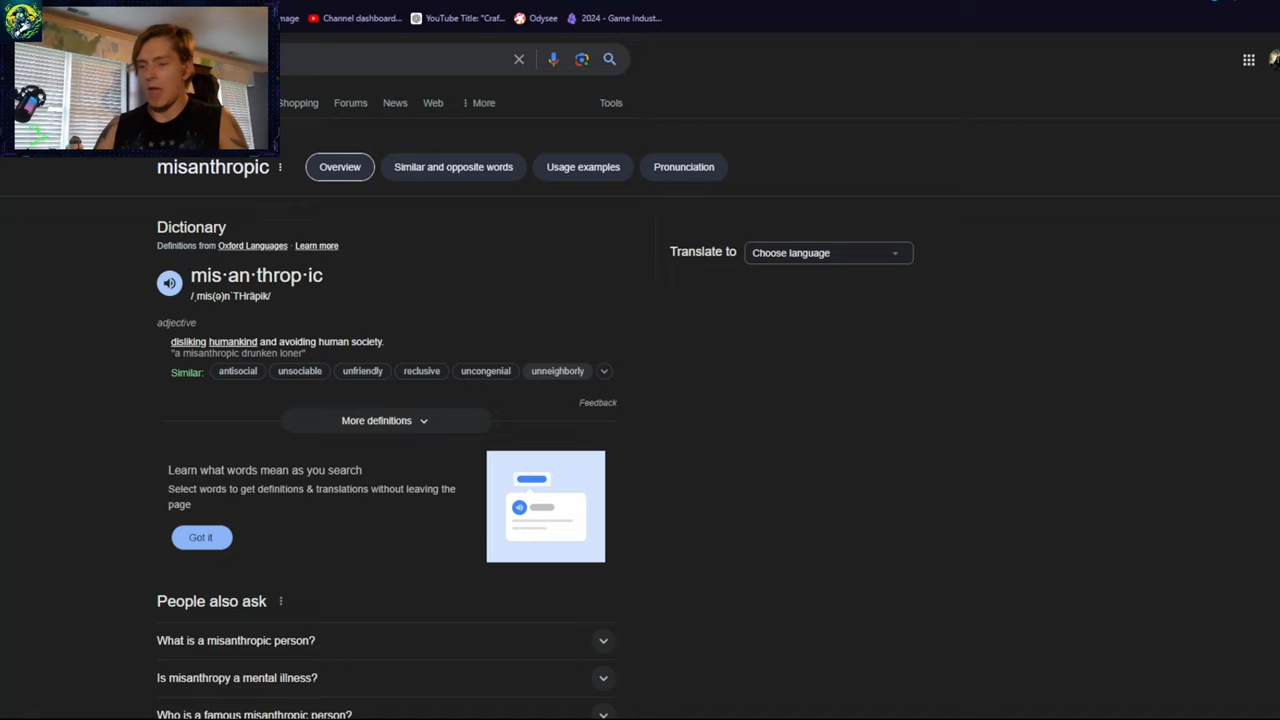 mage Channel dashboard... YouTube Title: "Craf... Odysee 2024 - Game Indust...
Shopping Forums News Web More Tools
misanthropic Overview Similar and opposite words Usage examples Pronunciation
Dictionary
Definitions from Oxford Languages · Learn more
Translate to Choose language
mis·an·throp·ic
/ˌmis(ə)nˈTHräpik/
adjective
disliking humankind and avoiding human society.
"a misanthropic drunken loner"
Similar: antisocial unsociable unfriendly reclusive uncongenial unneighborly
Feedback
More definitions
Learn what words mean as you search
Select words to get definitions & translations without leaving the
page
Got it
People also ask
What is a misanthropic person?
Is misanthropy a mental illness?
Who is a famous misanthropic person?